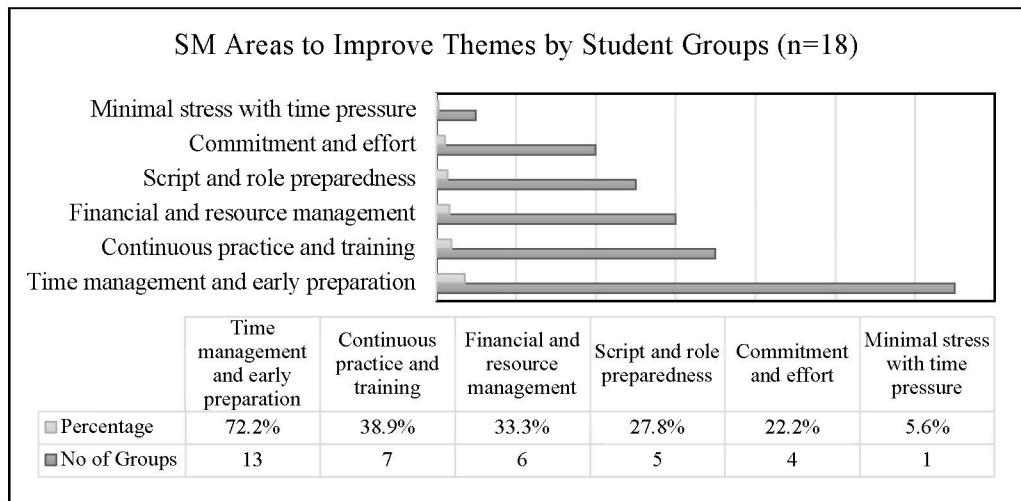 SM Areas to Improve Themes by Student Groups (n=18)
Minimal stress with time pressure
Commitment and effort
Script and role preparedness
Financial and resource management
Continuous practice and training
Time management and early preparation
Time
management
and early
preparation
Continuous
practice and
training
Financial and
resource
management
Script and role
preparedness
Commitment
and effort
Minimal stress
with time
pressure
Percentage 72.2% 38.9% 33.3% 27.8% 22.2% 5.6%
No of Groups 13 7 6 5 4 1